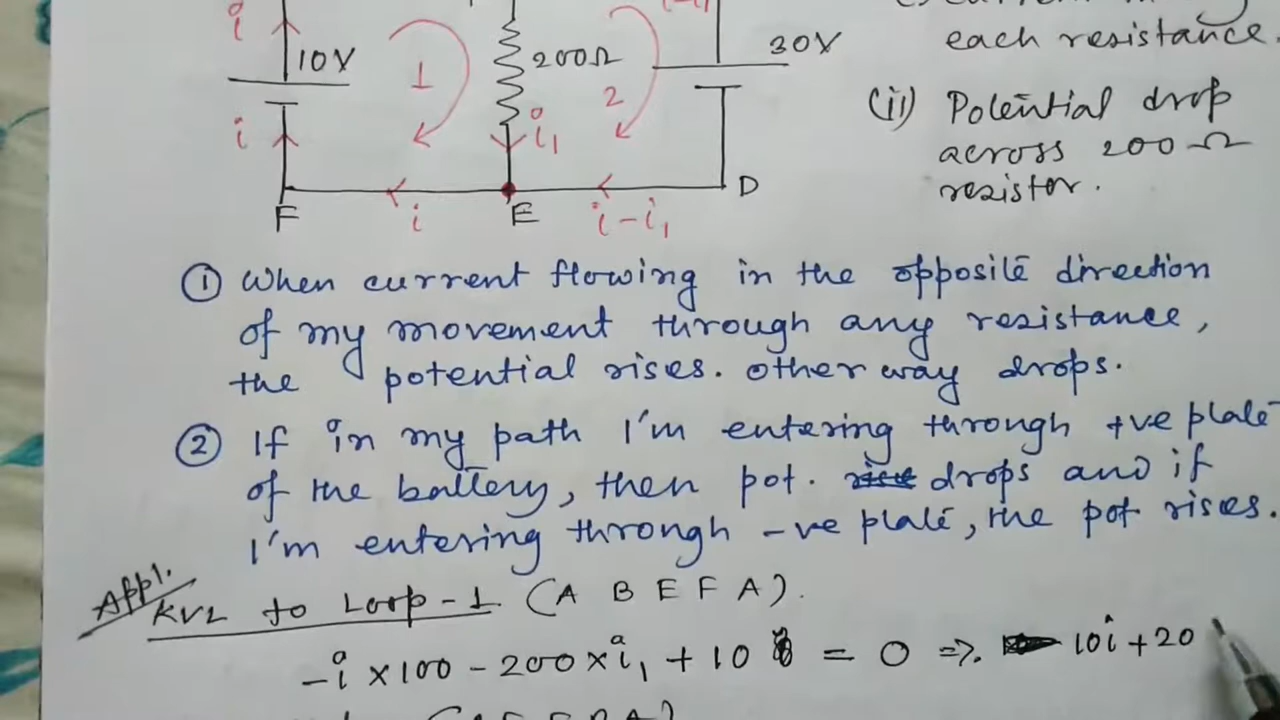 each resistance.
10V
200Ω
30V
1
2
i
i
i₁
(ii) Potential drop
across 200 Ω
resistor.
D
F
i
E
i-i₁
① When current flowing in the opposite direction
of my movement through any resistance,
the potential rises. other way drops.
② If in my path I'm entering through +ve plate
of the battery, then pot. drops and if
I'm entering through -ve plate, the pot rises.
Appl.
KVL to Loop-1 (A B E F A).
-i x100 - 200xi₁ + 10 = 0 ⇒ 10i + 20